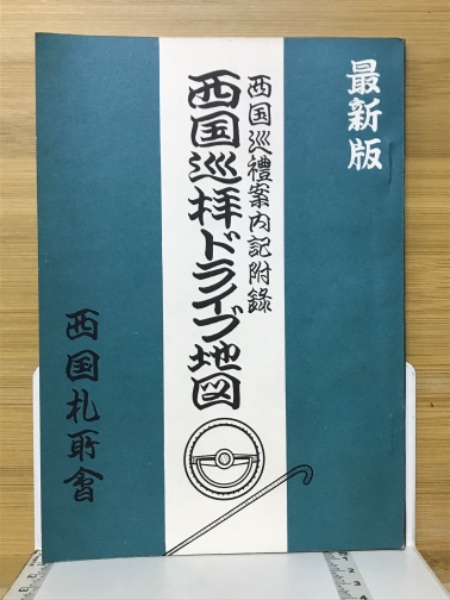 最新版
西国巡禮案内記附錄
西国巡拝ドライブ地図
西国札所會